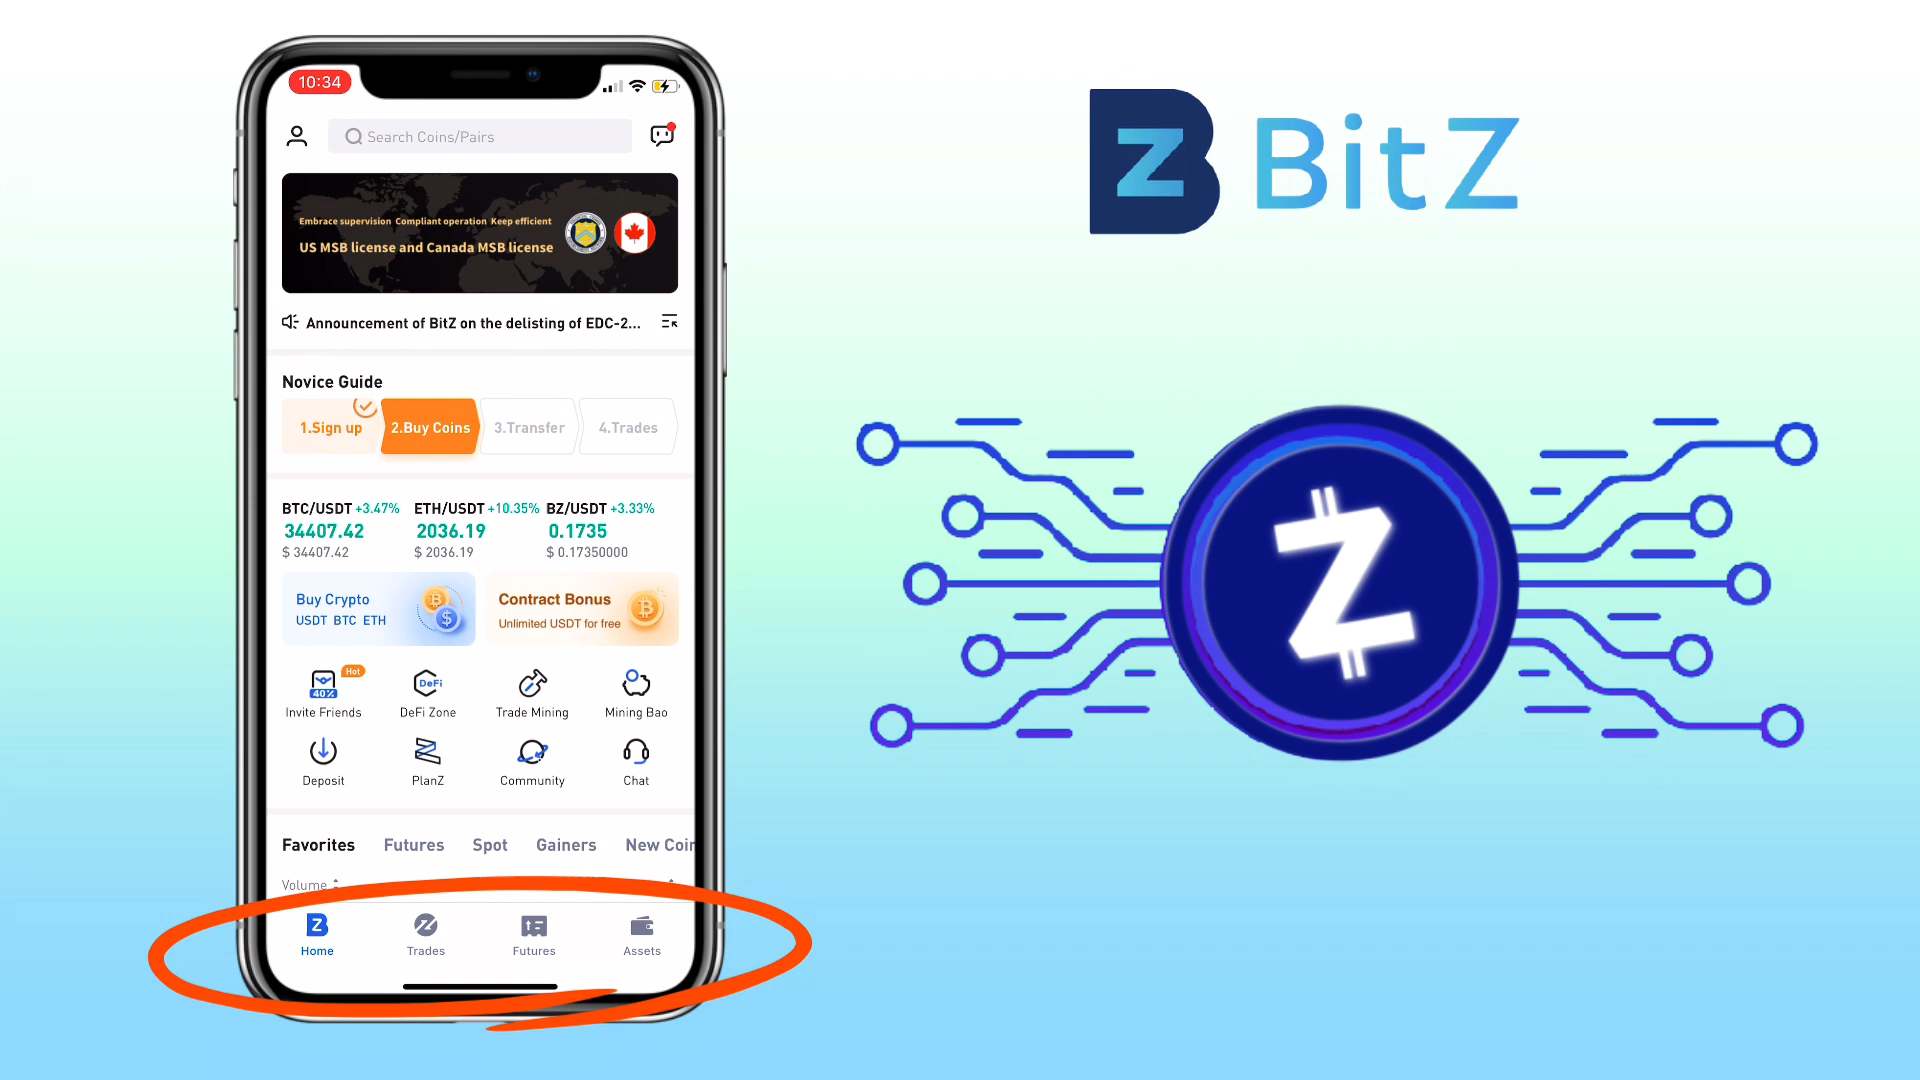 10:34
Search Coins/Pairs
Embrace supervision Compliant operation Keep efficient
US MSB license and Canada MSB license
Announcement of BitZ on the delisting of EDC-2...
Novice Guide
1.Sign up
2.Buy Coins
3.Transfer
4.Trades
BTC/USDT +3.47%
34407.42
$ 34407.42
ETH/USDT +10.35%
2036.19
$ 2036.19
BZ/USDT +3.33%
0.1735
$ 0.17350000
Buy Crypto
USDT BTC ETH
Contract Bonus
Unlimited USDT for free
Hot
40%
Invite Friends
DeFi
DeFi Zone
Trade Mining
Mining Bao
Deposit
PlanZ
Community
Chat
Favorites Futures Spot Gainers New Coin
Volume
Home
Trades
Futures
Assets
Z BitZ
Z